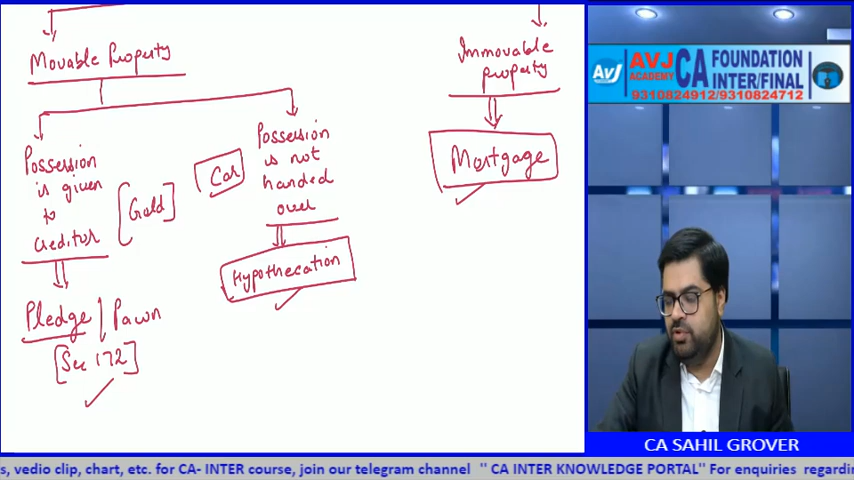 Movable Property
Immovable
property
Possession
is given
to
creditor
[Gold]
Car
Possession
is not
handed
over
Mortgage
Hypothecation
Pledge | Pawn
[Sec 172]
AVJ
AVJ
ACADEMY
CA
FOUNDATION
INTER/FINAL
9310824912/9310824712
CA SAHIL GROVER
s, vedio clip, chart, etc. for CA- INTER course, join our telegram channel " CA INTER KNOWLEDGE PORTAL" For enquiries regardin